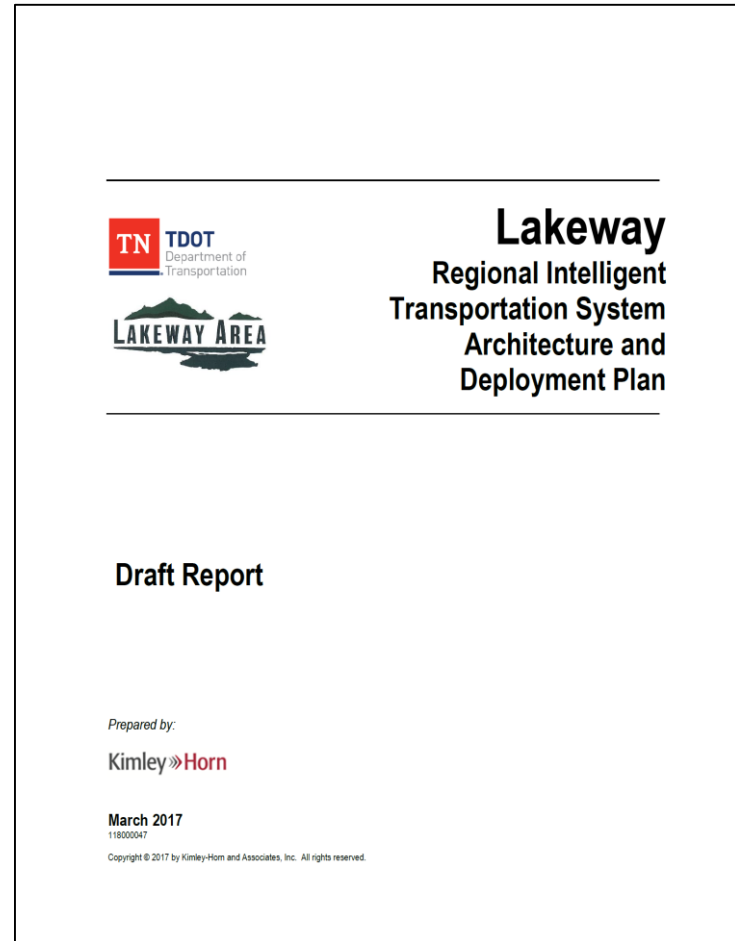 TN
TDOT
Department of
Transportation
LAKEWAY AREA
Lakeway
Regional Intelligent
Transportation System
Architecture and
Deployment Plan
Draft Report
Prepared by:
Kimley»Horn
March 2017
118000047
Copyright © 2017 by Kimley-Horn and Associates, Inc. All rights reserved.